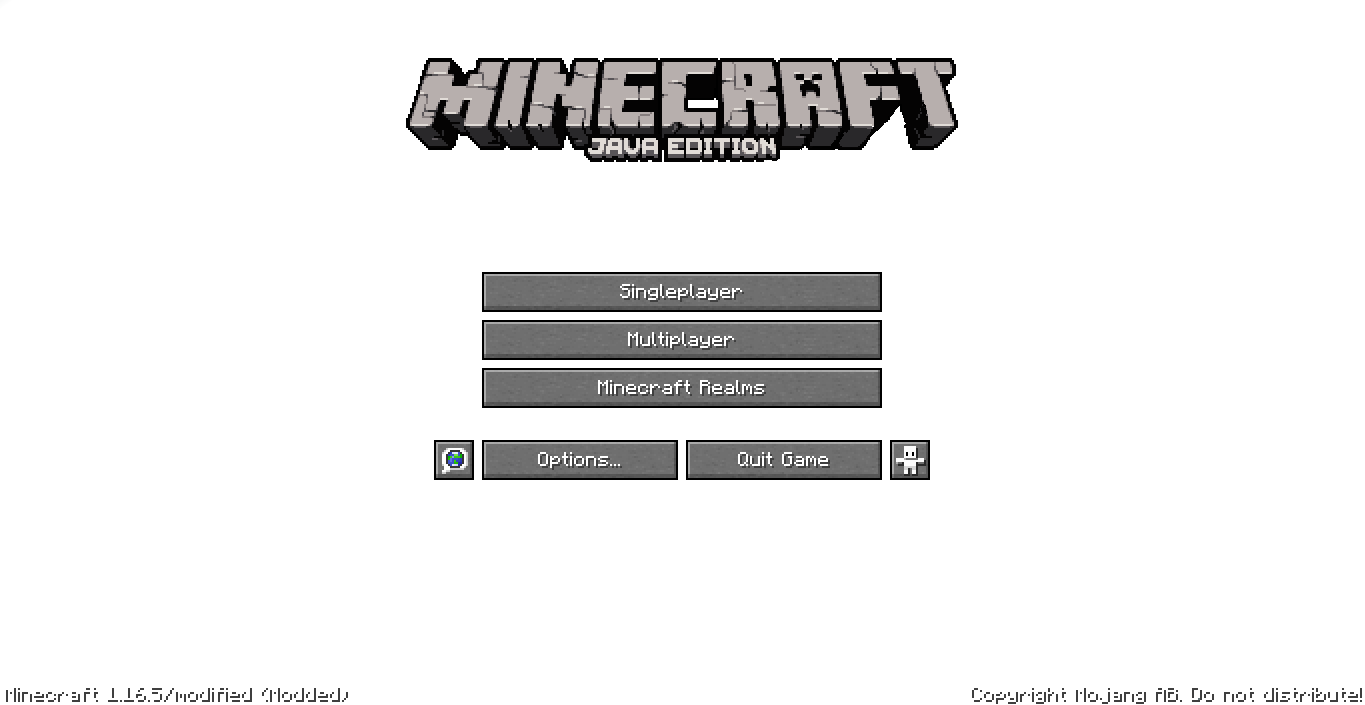 MINECRAFT
JAVA EDITION
Singleplayer
Multiplayer
Minecraft Realms
Options...
Quit Game
Minecraft 1.16.5/modified (Modded)
Copyright Mojang AB. Do not distribute!